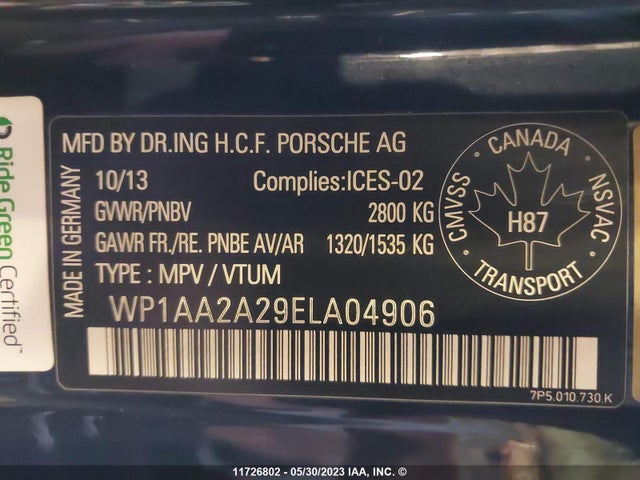 MFD BY DR.ING H.C.F. PORSCHE AG
MADE IN GERMANY
10/13 Complies:ICES-02
GVWR/PNBV 2800 KG
GAWR FR./RE. PNBE AV/AR 1320/1535 KG
TYPE : MPV / VTUM
WP1AA2A29ELA04906
7P5.010.730.K
CANADA
CMVSS
NSVAC
H87
TRANSPORT
Ride Green
Certified™
11726802 - 05/30/2023 IAA, INC. ©